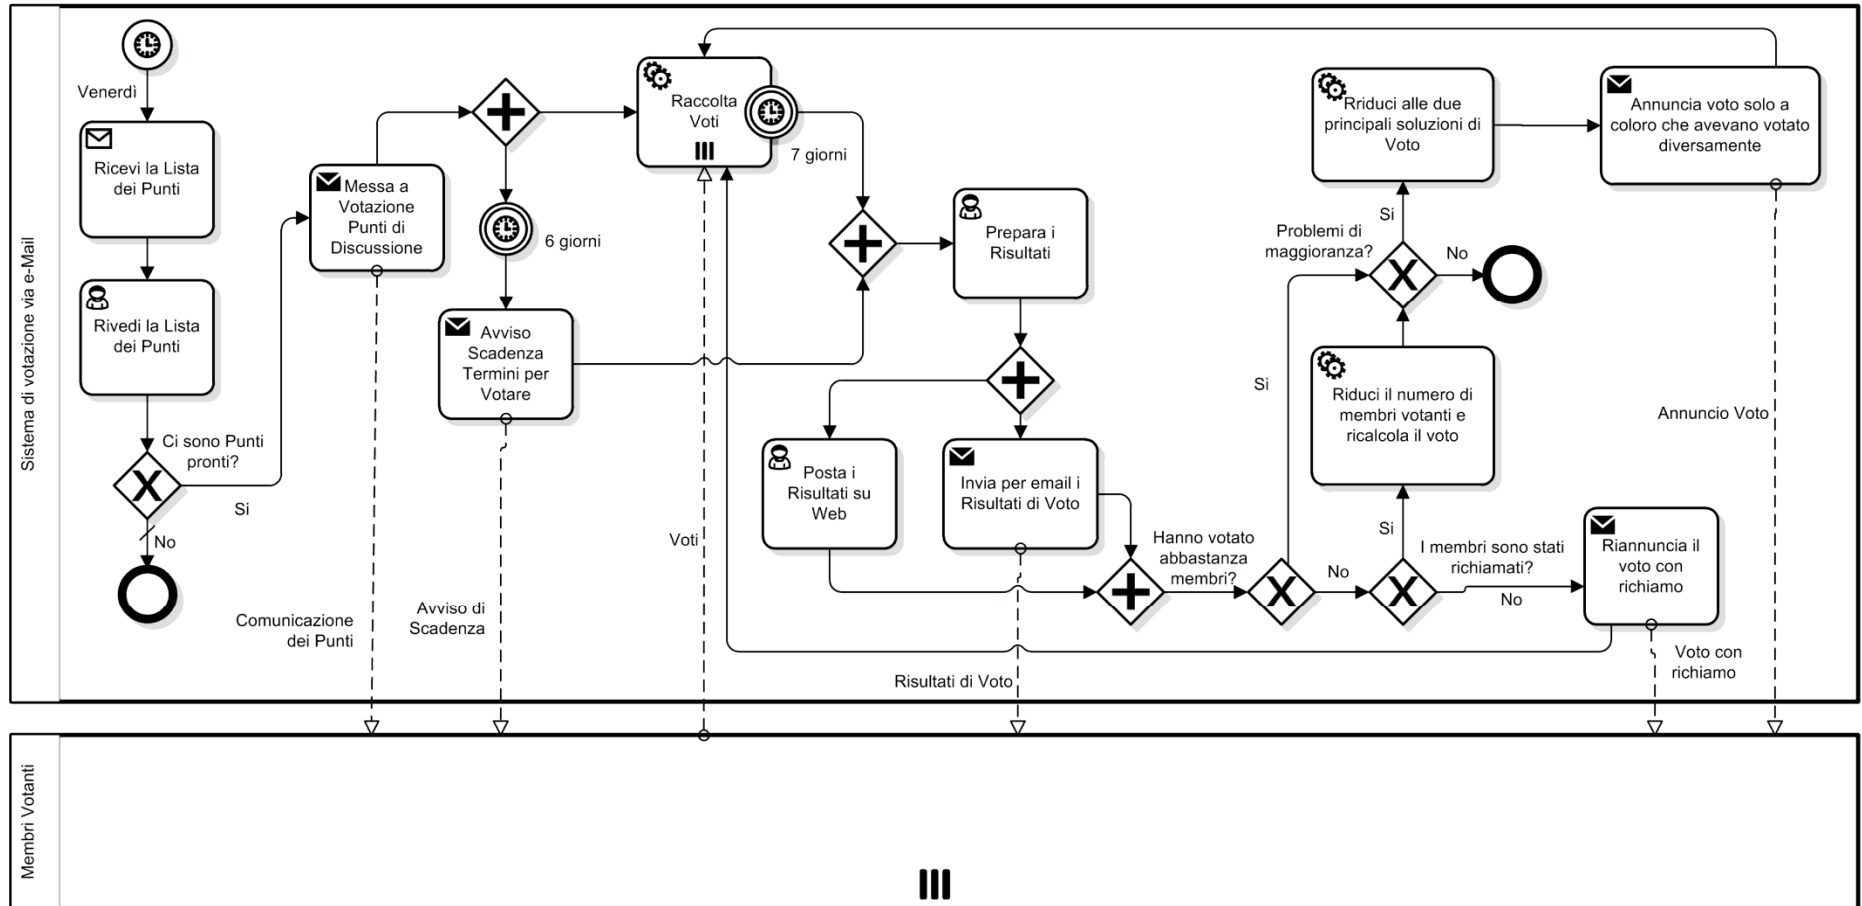 Sistema di votazione via e-Mail
Venerdì
Ricevi la Lista
dei Punti
Rivedi la Lista
dei Punti
Ci sono Punti
pronti?
Si
No
Messa a
Votazione
Punti di
Discussione
Comunicazione
dei Punti
6 giorni
Avviso
Scadenza
Termini per
Votare
Avviso di
Scadenza
Raccolta
Voti
7 giorni
Voti
Prepara i
Risultati
Posta i
Risultati su
Web
Invia per email i
Risultati di Voto
Risultati di Voto
Hanno votato
abbastanza
membri?
Si
No
I membri sono stati
richiamati?
Si
No
Riannuncia il
voto con
richiamo
Voto con
richiamo
Riduci il numero di
membri votanti e
ricalcola il voto
Problemi di
maggioranza?
Si
No
Rriduci alle due
principali soluzioni di
Voto
Annuncia voto solo a
coloro che avevano votato
diversamente
Annuncio Voto
Membri Votanti